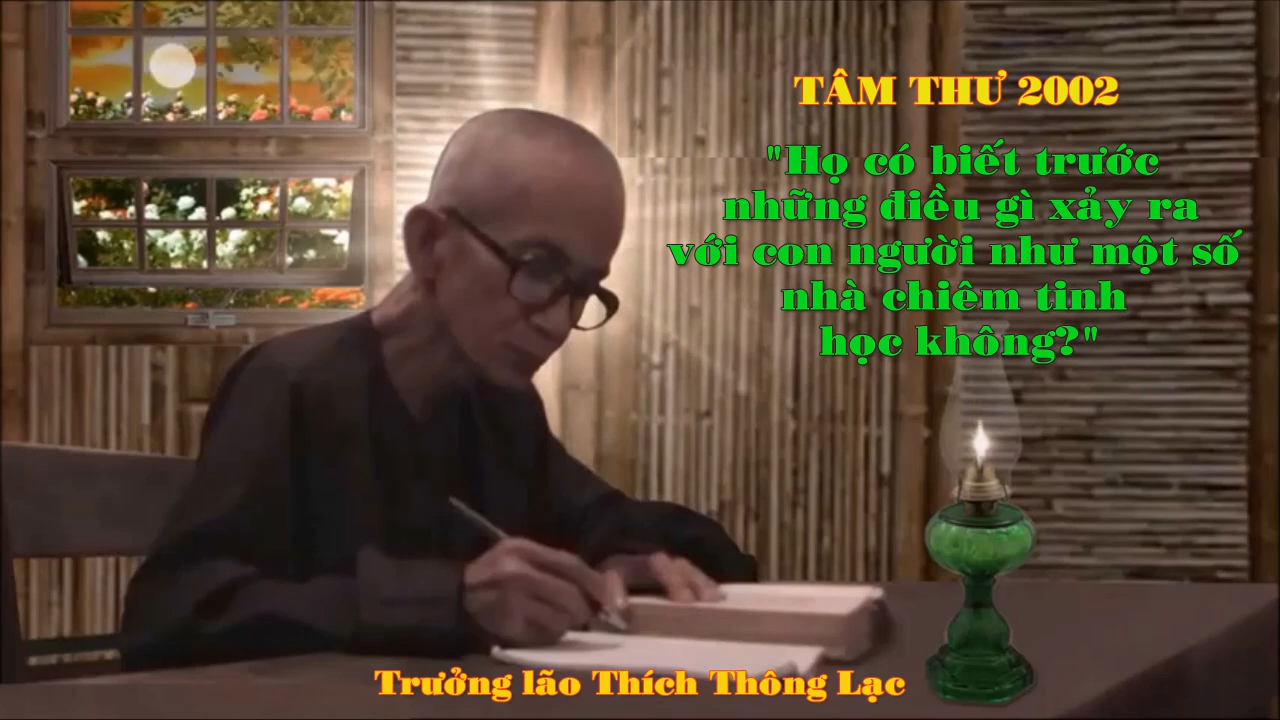 TÂM THƯ 2002
"Họ có biết trước
những điều gì xảy ra
với con người như một số
nhà chiêm tinh
học không?"
Trưởng lão Thích Thông Lạc